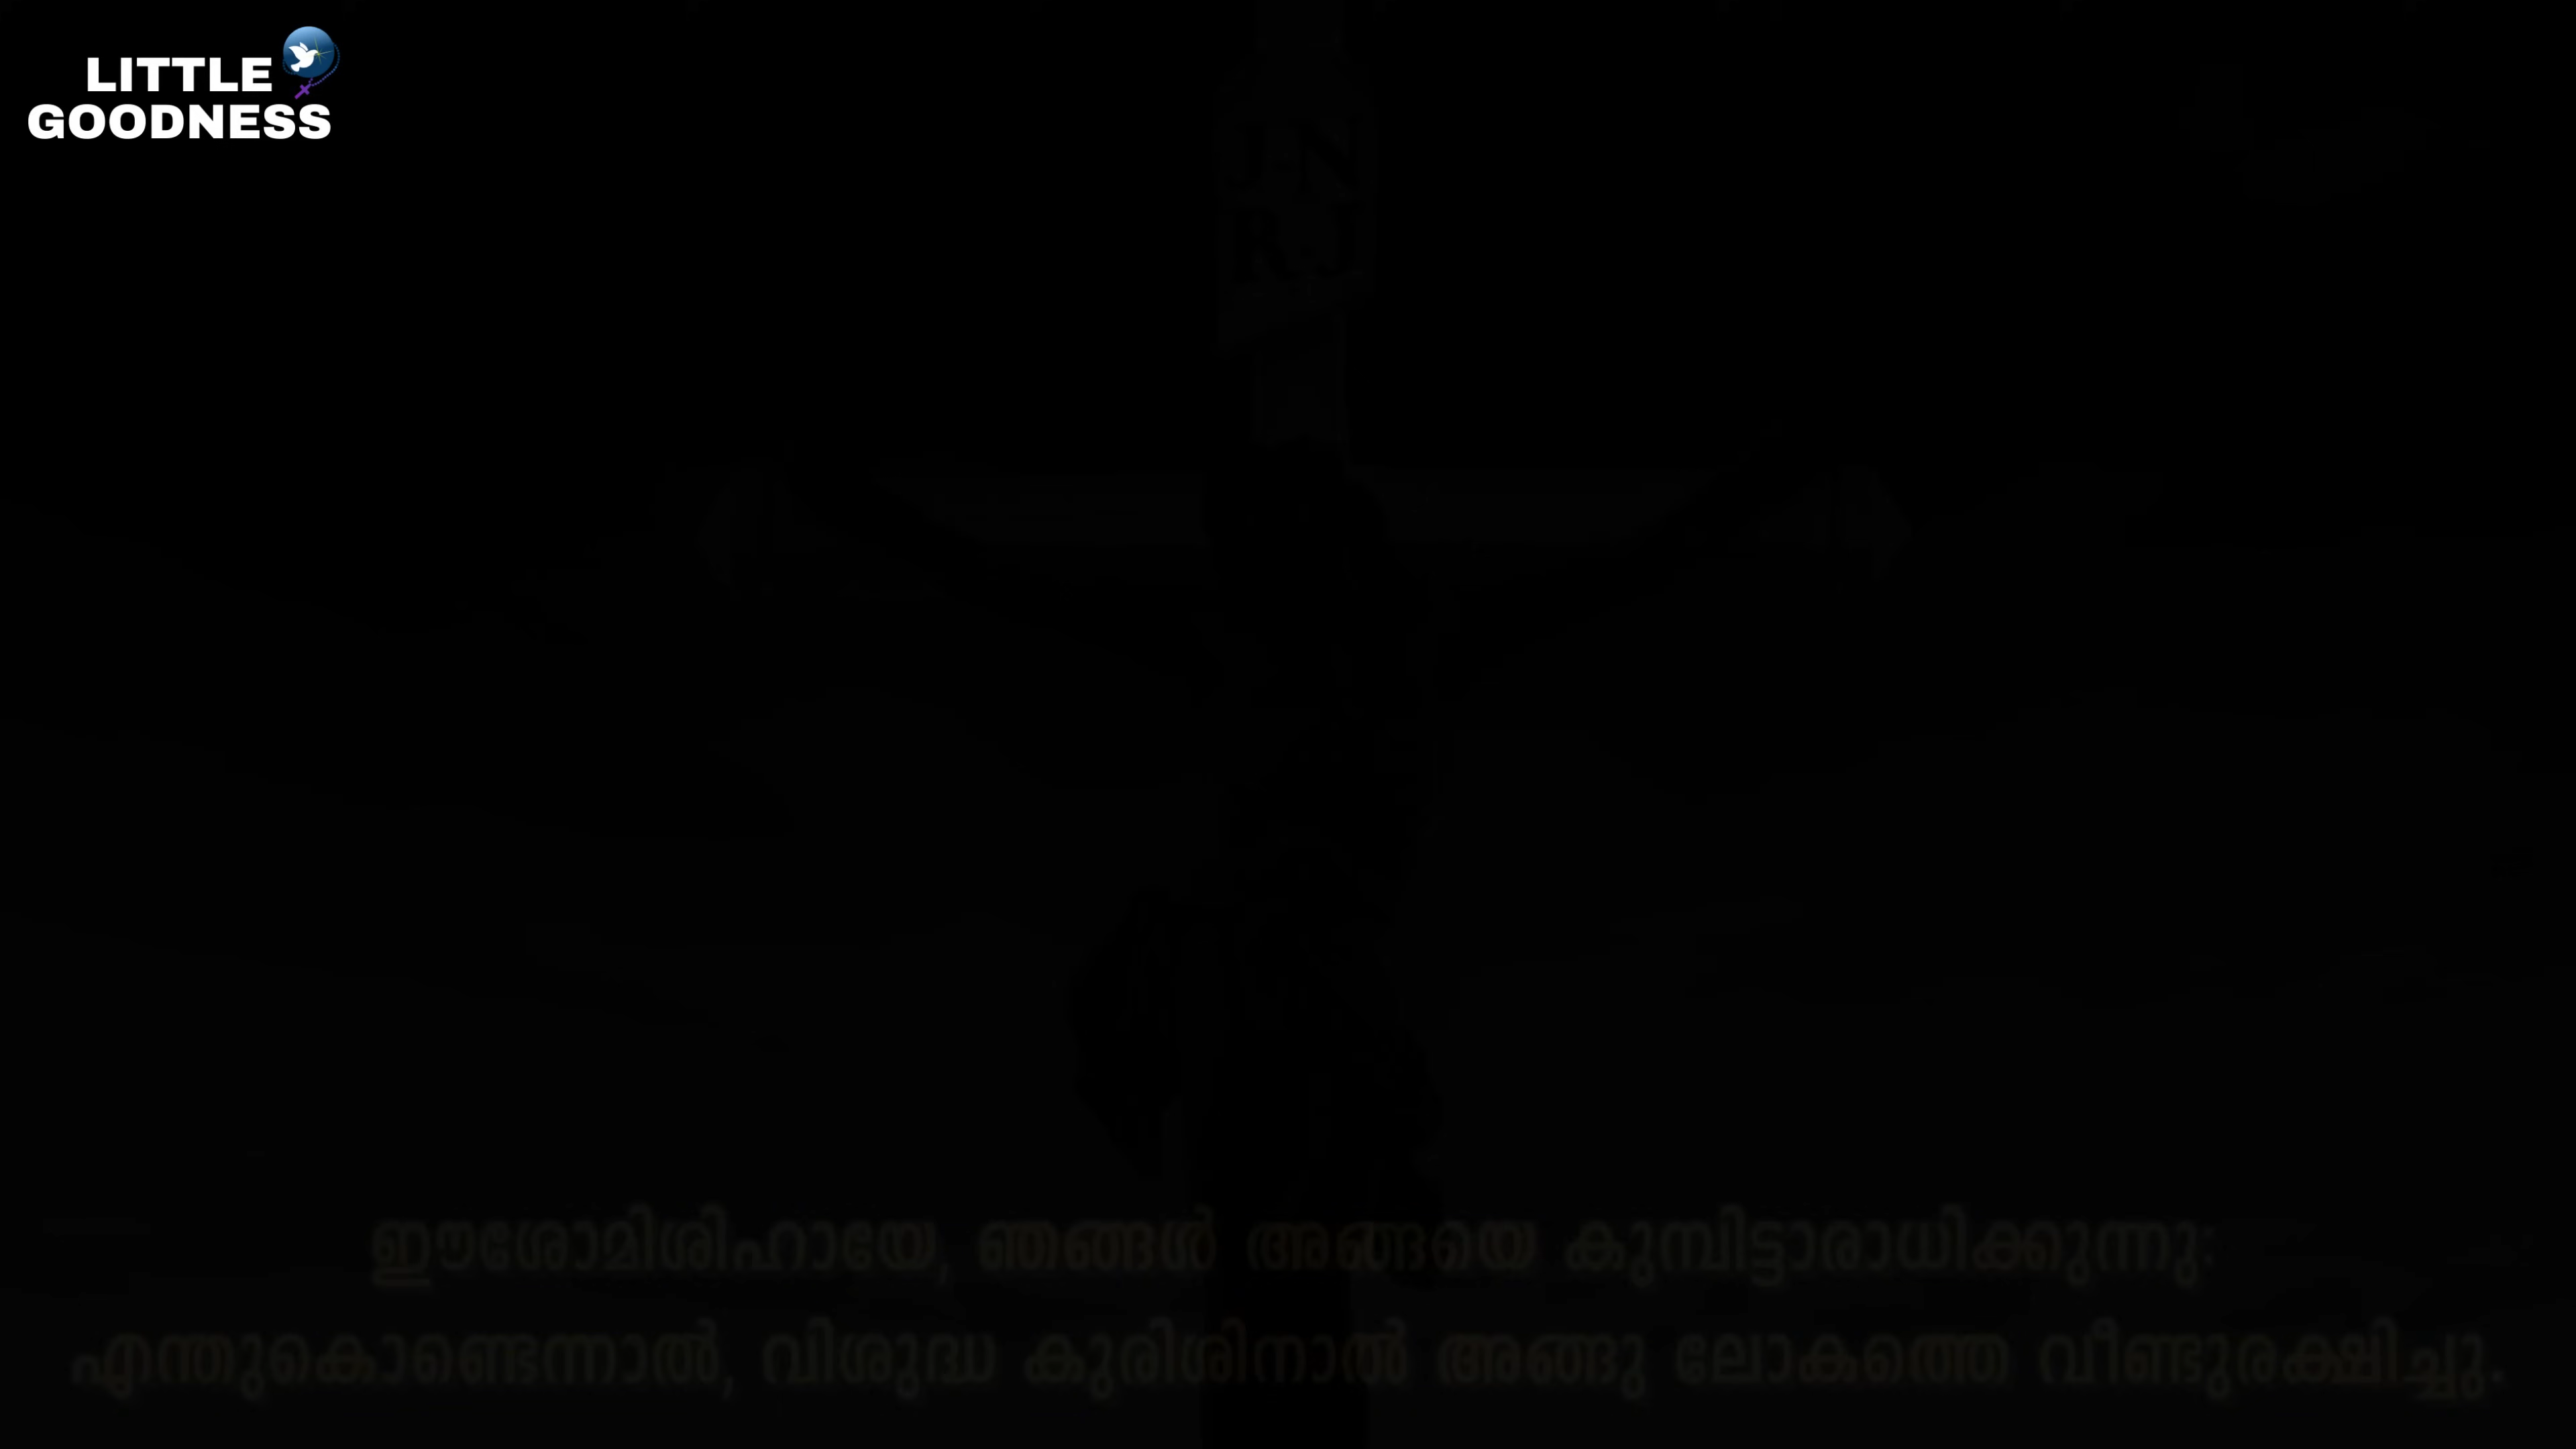 LITTLE
GOODNESS
J·N
R·J
ഈശോമിശിഹായേ, ഞങ്ങൾ അങ്ങയെ കുമ്പിട്ടാരാധിക്കുന്നു:
എന്തുകൊണ്ടെന്നാൽ, വിശുദ്ധ കുരിശിനാൽ അങ്ങു ലോകത്തെ വീണ്ടുരക്ഷിച്ചു.